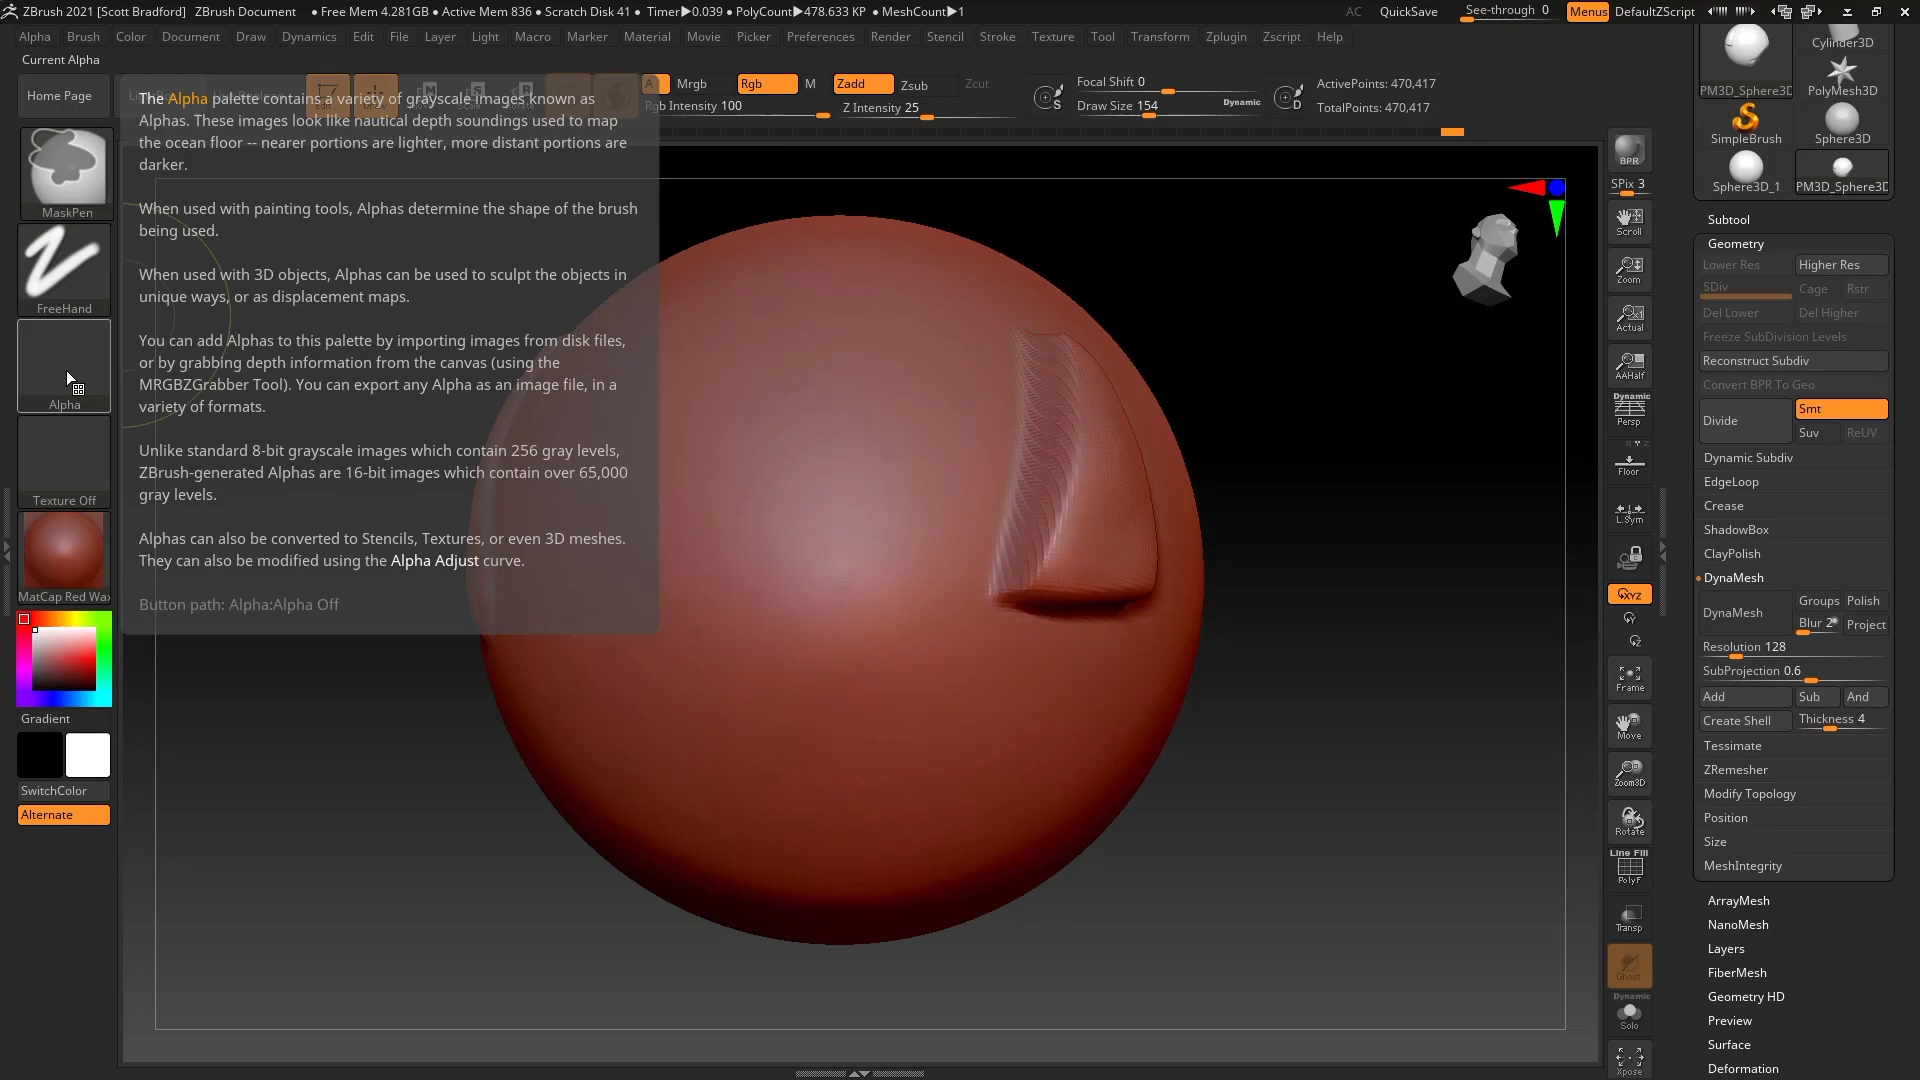 ZBrush 2021 [Scott Bradford] ZBrush Document • Free Mem 4.281GB • Active Mem 836 • Scratch Disk 41 • Timer▶0.039 • PolyCount▶478.633 KP • MeshCount▶1 AC QuickSave See-through 0 Menus DefaultZScript
Alpha Brush Color Document Draw Dynamics Edit File Layer Light Macro Marker Material Movie Picker Preferences Render Stencil Stroke Texture Tool Transform Zplugin Zscript Help
Current Alpha
Home Page
A Mrgb Rgb M Zadd Zsub Zcut
Rgb Intensity 100 Z Intensity 25
Focal Shift 0
Draw Size 154 Dynamic
S D
ActivePoints: 470,417
TotalPoints: 470,417
The Alpha palette contains a variety of grayscale images known as
Alphas. These images look like nautical depth soundings used to map
the ocean floor -- nearer portions are lighter, more distant portions are
darker.
When used with painting tools, Alphas determine the shape of the brush
being used.
When used with 3D objects, Alphas can be used to sculpt the objects in
unique ways, or as displacement maps.
You can add Alphas to this palette by importing images from disk files,
or by grabbing depth information from the canvas (using the
MRGBZGrabber Tool). You can export any Alpha as an image file, in a
variety of formats.
Unlike standard 8-bit grayscale images which contain 256 gray levels,
ZBrush-generated Alphas are 16-bit images which contain over 65,000
gray levels.
Alphas can also be converted to Stencils, Textures, or even 3D meshes.
They can also be modified using the Alpha Adjust curve.
Button path: Alpha:Alpha Off
MaskPen
FreeHand
Alpha
Texture Off
MatCap Red Wax
Gradient
SwitchColor
Alternate
BPR
SPix 3
Scroll
Zoom
Actual
AAHalf
Dynamic
Persp
Floor
L.Sym
XYZ
Y
Z
Frame
Move
Zoom3D
Rotate
Line Fill
PolyF
Transp
Ghost
Dynamic
Solo
Xpose
Cylinder3D
PM3D_Sphere3D PolyMesh3D
SimpleBrush Sphere3D
Sphere3D_1 PM3D_Sphere3D
Subtool
Geometry
Lower Res Higher Res
SDiv Cage Rstr
Del Lower Del Higher
Freeze SubDivision Levels
Reconstruct Subdiv
Convert BPR To Geo
Divide Smt
Suv ReUV
Dynamic Subdiv
EdgeLoop
Crease
ShadowBox
ClayPolish
DynaMesh
DynaMesh Groups Polish
Blur 2 Project
Resolution 128
SubProjection 0.6
Add Sub And
Create Shell Thickness 4
Tessimate
ZRemesher
Modify Topology
Position
Size
MeshIntegrity
ArrayMesh
NanoMesh
Layers
FiberMesh
Geometry HD
Preview
Surface
Deformation